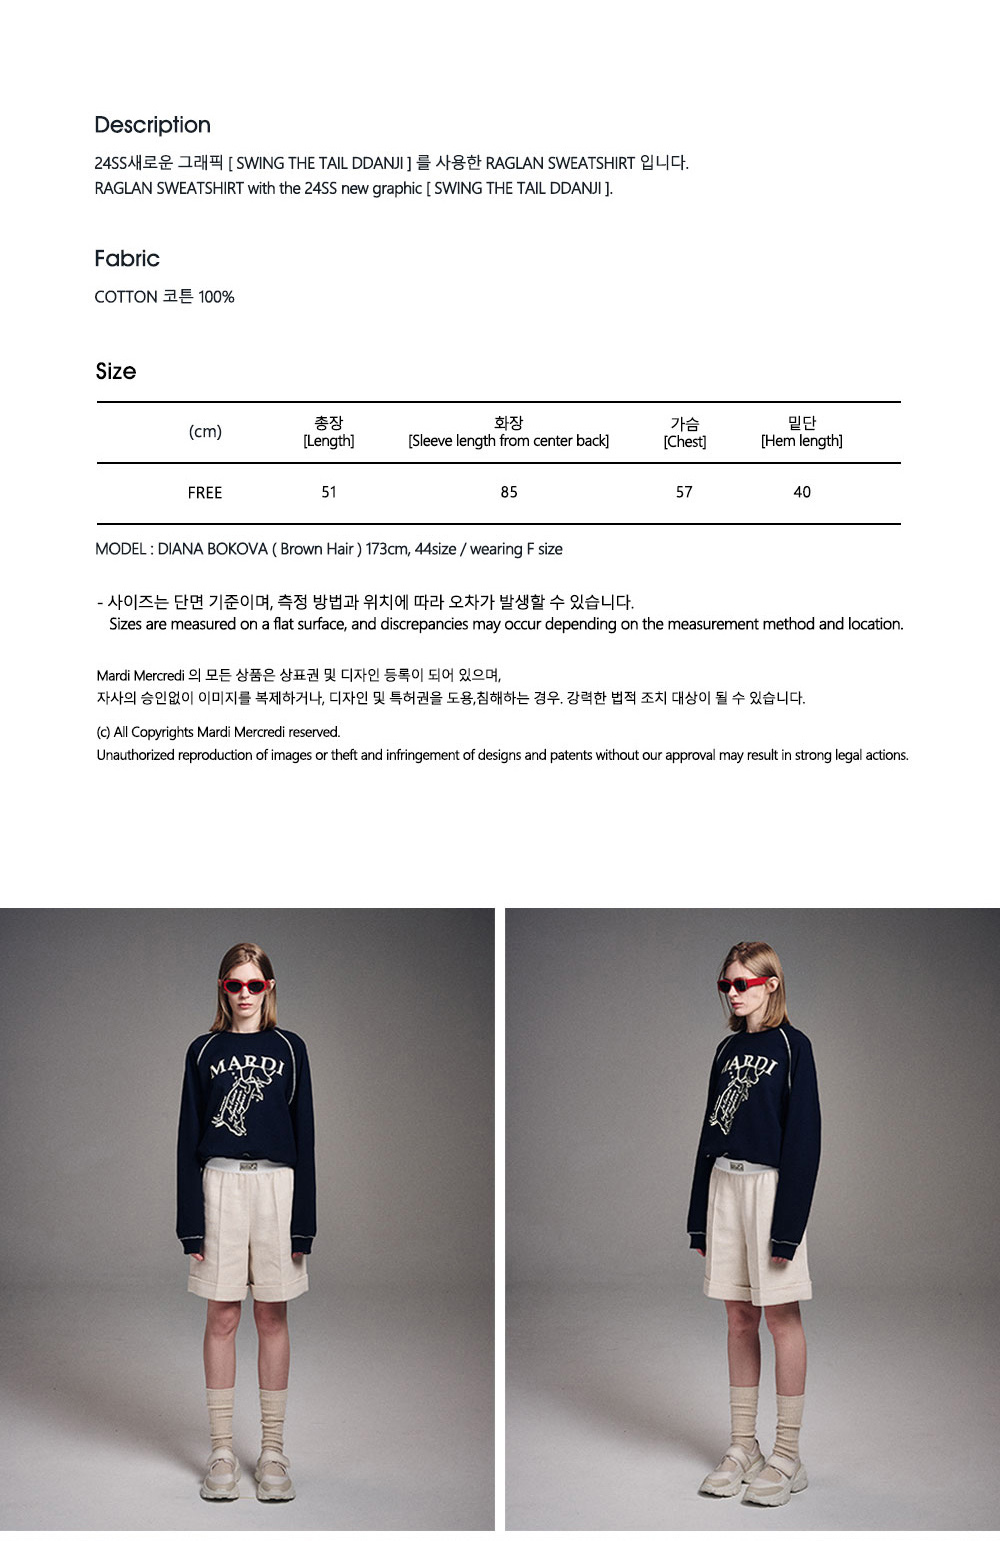 Description
24SS새로운 그래픽 [ SWING THE TAIL DDANJI ] 를 사용한 RAGLAN SWEATSHIRT 입니다.
RAGLAN SWEATSHIRT with the 24SS new graphic [ SWING THE TAIL DDANJI ].
Fabric
COTTON 코튼 100%
Size
(cm) 총장 화장 가슴 밑단
[Length] [Sleeve length from center back] [Chest] [Hem length]
FREE 51 85 57 40
MODEL : DIANA BOKOVA ( Brown Hair ) 173cm, 44size / wearing F size
- 사이즈는 단면 기준이며, 측정 방법과 위치에 따라 오차가 발생할 수 있습니다.
Sizes are measured on a flat surface, and discrepancies may occur depending on the measurement method and location.
Mardi Mercredi 의 모든 상품은 상표권 및 디자인 등록이 되어 있으며,
자사의 승인없이 이미지를 복제하거나, 디자인 및 특허권을 도용,침해하는 경우. 강력한 법적 조치 대상이 될 수 있습니다.
(c) All Copyrights Mardi Mercredi reserved.
Unauthorized reproduction of images or theft and infringement of designs and patents without our approval may result in strong legal actions.
MARDI
MARDI